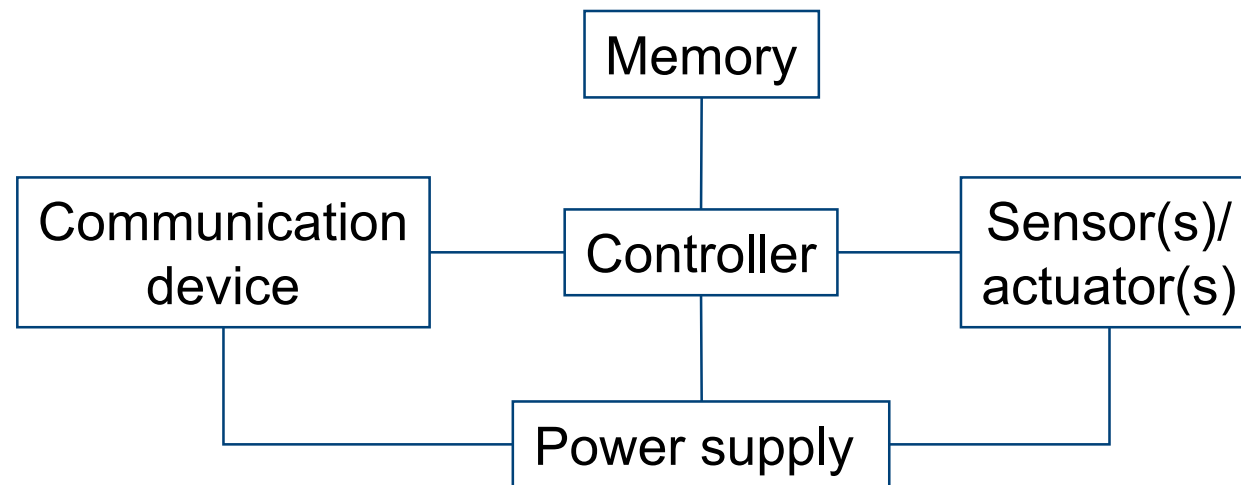 Memory
Communication
device
Controller
Sensor(s)/
actuator(s)
Power supply